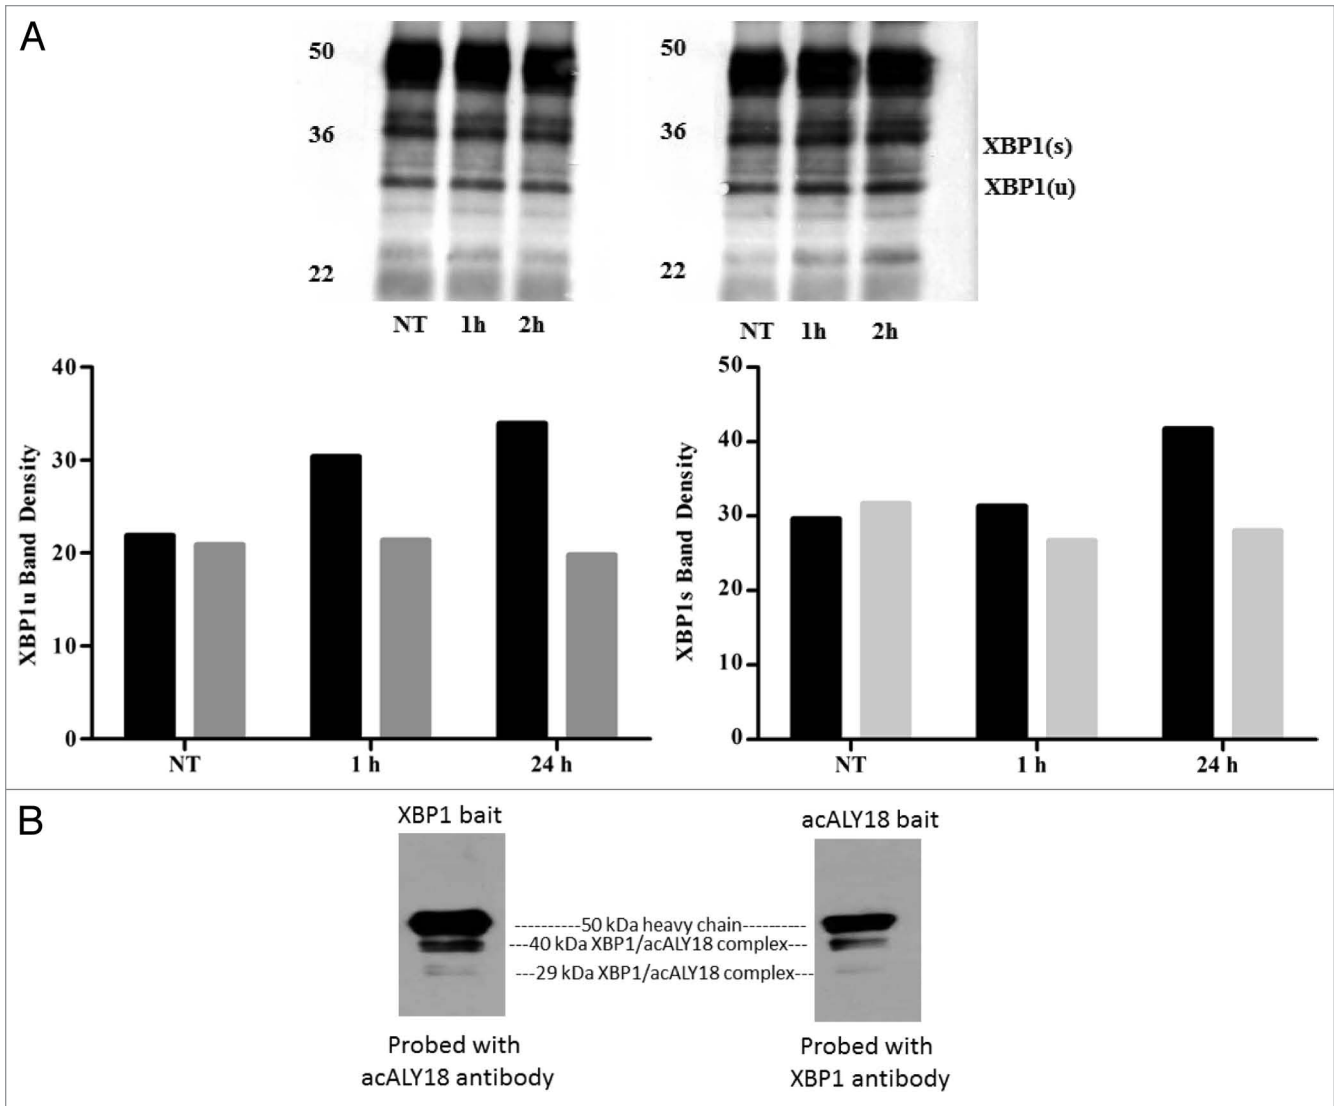 A
50
36
22
NT 1h 2h
50
36
22
XBP1(s)
XBP1(u)
NT 1h 2h
XBP1u Band Density
40
30
20
10
0
NT 1 h 24 h
XBP1s Band Density
50
40
30
20
10
0
NT 1 h 24 h
B
XBP1 bait
acALY18 bait
----------50 kDa heavy chain----------
---40 kDa XBP1/acALY18 complex---
---29 kDa XBP1/acALY18 complex---
Probed with
acALY18 antibody
Probed with
XBP1 antibody